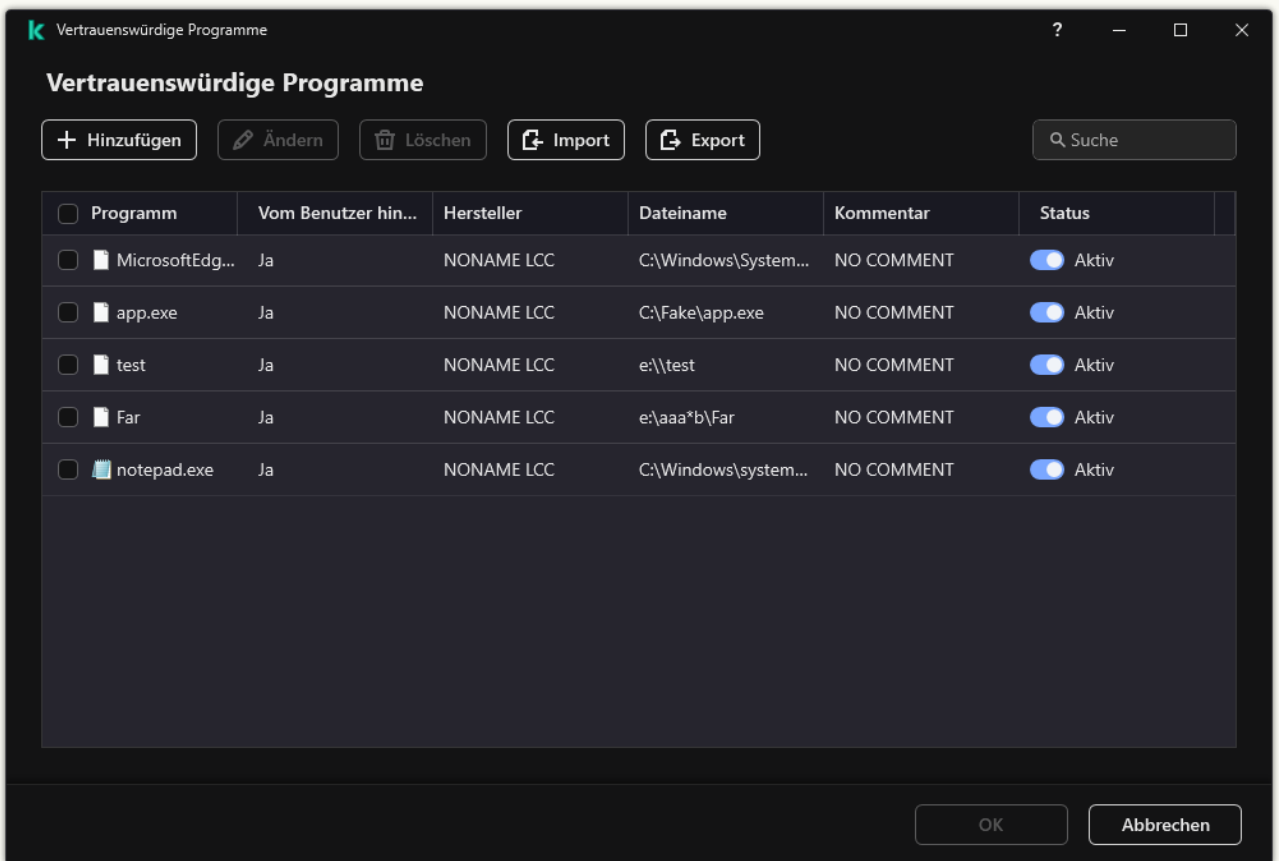 Vertrauenswürdige Programme
?
Vertrauenswürdige Programme
Hinzufügen Ändern Löschen Import Export Suche
Programm Vom Benutzer hin... Hersteller Dateiname Kommentar Status
MicrosoftEdg... Ja NONAME LCC C:\Windows\System... NO COMMENT Aktiv
app.exe Ja NONAME LCC C:\Fake\app.exe NO COMMENT Aktiv
test Ja NONAME LCC e:\\test NO COMMENT Aktiv
Far Ja NONAME LCC e:\aaa*b\Far NO COMMENT Aktiv
notepad.exe Ja NONAME LCC C:\Windows\system... NO COMMENT Aktiv
OK Abbrechen